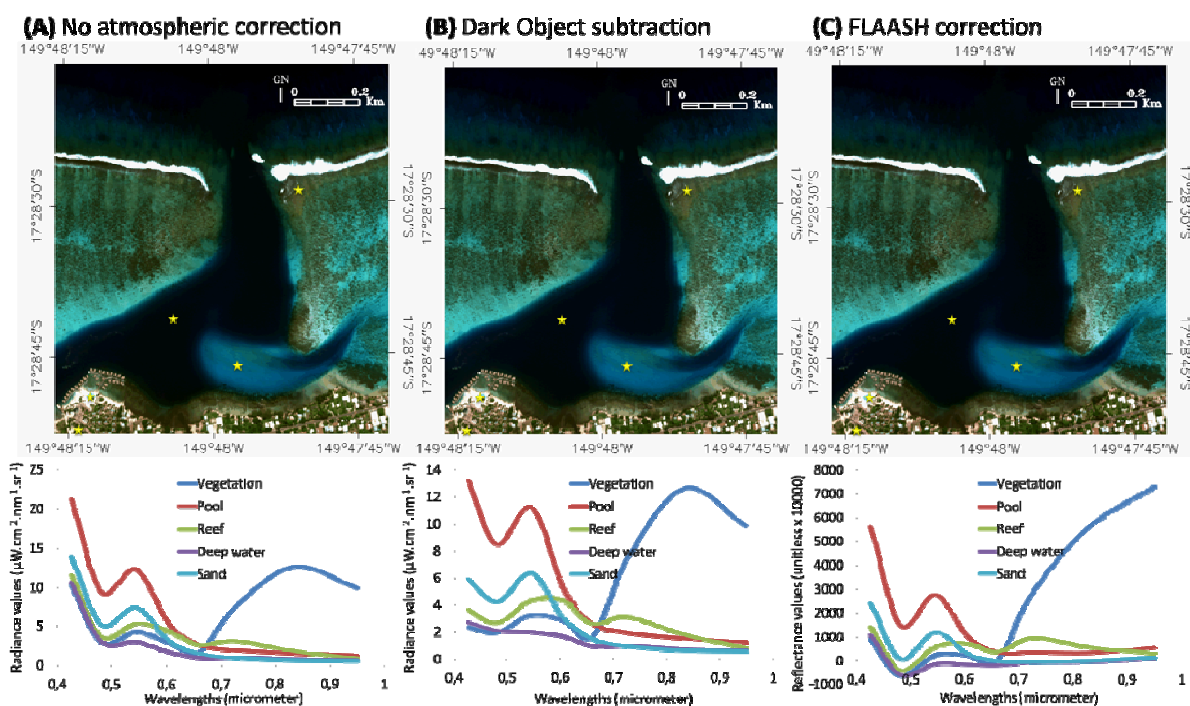 (A) No atmospheric correction
(B) Dark Object subtraction
(C) FLAASH correction
149°48'15''W 149°48'W 149°47'45''W
149°48'15''W 149°48'W 149°47'45''W
149°48'15''W 149°48'W 149°47'45''W
GN 0 0.2 Km
GN 0 0.2 Km
GN 0 0.2 Km
17°28'30''S 17°28'30''S
17°28'30''S 17°28'30''S
17°28'45''S 17°28'45''S
17°28'45''S 17°28'45''S
149°48'15''W 149°48'W 149°47'45''W
149°48'15''W 149°48'W 149°47'45''W
149°48'15''W 149°48'W 149°47'45''W
Radiance values (µW.cm-2.nm-1.sr-1)
25
20
15
10
5
0
0,4 0,5 0,6 0,7 0,8 0,9 1
Wavelengths (micrometer)
Vegetation
Pool
Reef
Deep water
Sand
Radiance values (µW.cm-2.nm-1.sr-1)
14
12
10
8
6
4
2
0
0,4 0,5 0,6 0,7 0,8 0,9 1
Wavelengths (micrometer)
Vegetation
Pool
Reef
Deep water
Sand
Reflectance values (unitless x 10000)
8000
7000
6000
5000
4000
3000
2000
1000
0
-1000
0,4 0,5 0,6 0,7 0,8 0,9 1
Wavelengths (micrometer)
Vegetation
Pool
Reef
Deep water
Sand